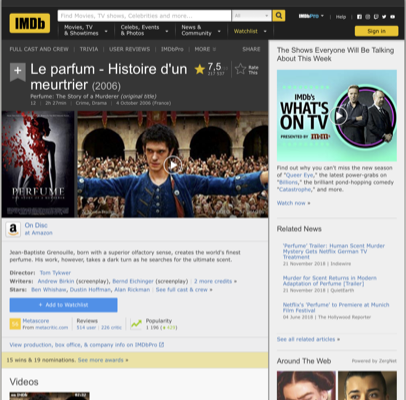 IMDb
Find Movies, TV shows, Celebrities and more...
All
IMDbPro
Help
Movies, TV
& Showtimes
Celebs, Events
& Photos
News &
Community
Watchlist
Sign in
FULL CAST AND CREW | TRIVIA | USER REVIEWS | IMDbPro | MORE
SHARE
Le parfum - Histoire d'un
meurtrier (2006)
7,5
Rate
This
Perfume: The Story of a Murderer (original title)
12 | 2h 27min | Crime, Drama | 4 October 2006 (France)
PERFUME
On Disc
at Amazon
Jean-Baptiste Grenouille, born with a superior olfactory sense, creates the world's finest
perfume. His work, however, takes a dark turn as he searches for the ultimate scent.
Director: Tom Tykwer
Writers: Andrew Birkin (screenplay) , Bernd Eichinger (screenplay) | 2 more credits »
Stars: Ben Whishaw, Dustin Hoffman, Alan Rickman | See full cast & crew »
+ Add to Watchlist
Metascore
From metacritic.com
Reviews
514 user | 226 critic
Popularity
View production, box office, & company info on IMDbPro
15 wins & 19 nominations. See more awards »
Videos
The Shows Everyone Will Be Talking
About This Week
IMDb's
WHAT'S
ON TV
PRESENTED BY
Find out why you can't miss the new season
of "Queer Eye," the latest power-grabs on
"Billions," the brilliant pond-hopping comedy
"Catastrophe," and more.
Watch now »
Related News
'Perfume' Trailer: Human Scent Murder
Mystery Gets Netflix German TV
Treatment
21 November 2018 | Indiewire
Murder for Scent Returns in Modern
Adaptation of Perfume [Trailer]
21 November 2018 | QuietEarth
Netflix's 'Perfume' to Premiere at Munich
Film Festival
04 June 2018 | The Hollywood Reporter
See all related articles »
Around The Web
Powered by ZergNet